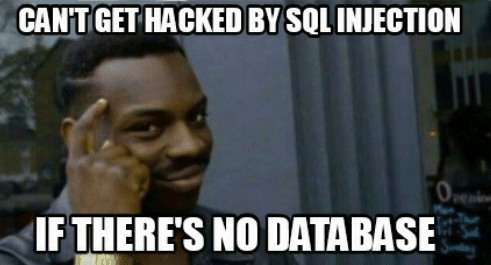 CAN'T GET HACKED BY SQL INJECTION
IF THERE'S NO DATABASE